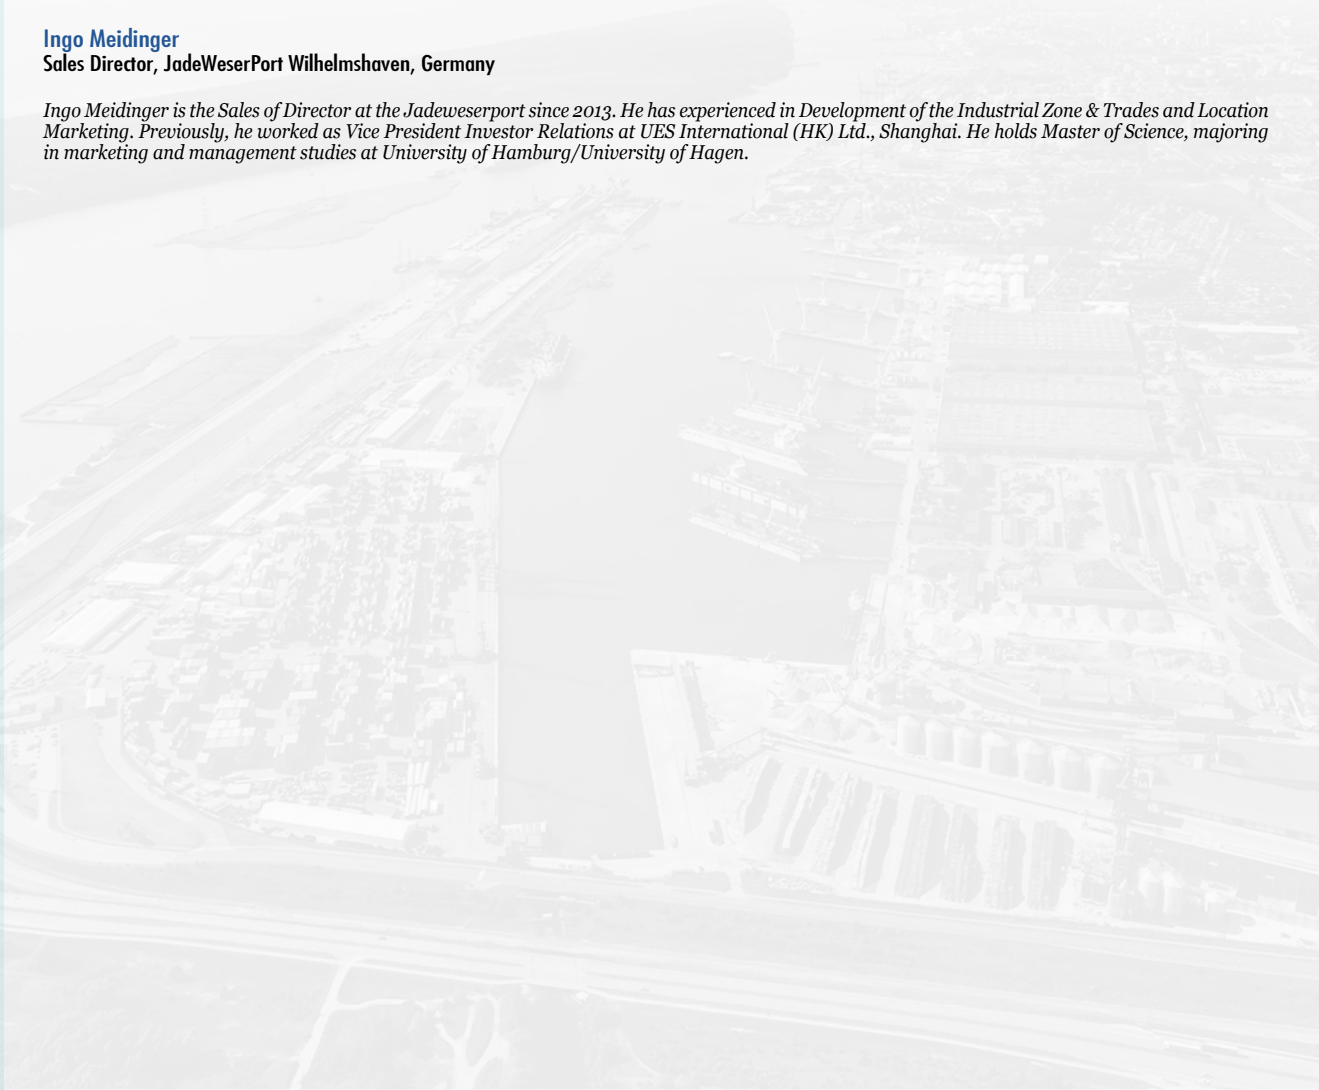 Ingo Meidinger
Sales Director, JadeWeserPort Wilhelmshaven, Germany
Ingo Meidinger is the Sales of Director at the Jadeweserport since 2013. He has experienced in Development of the Industrial Zone & Trades and Location
Marketing. Previously, he worked as Vice President Investor Relations at UES International (HK) Ltd., Shanghai. He holds Master of Science, majoring
in marketing and management studies at University of Hamburg/University of Hagen.